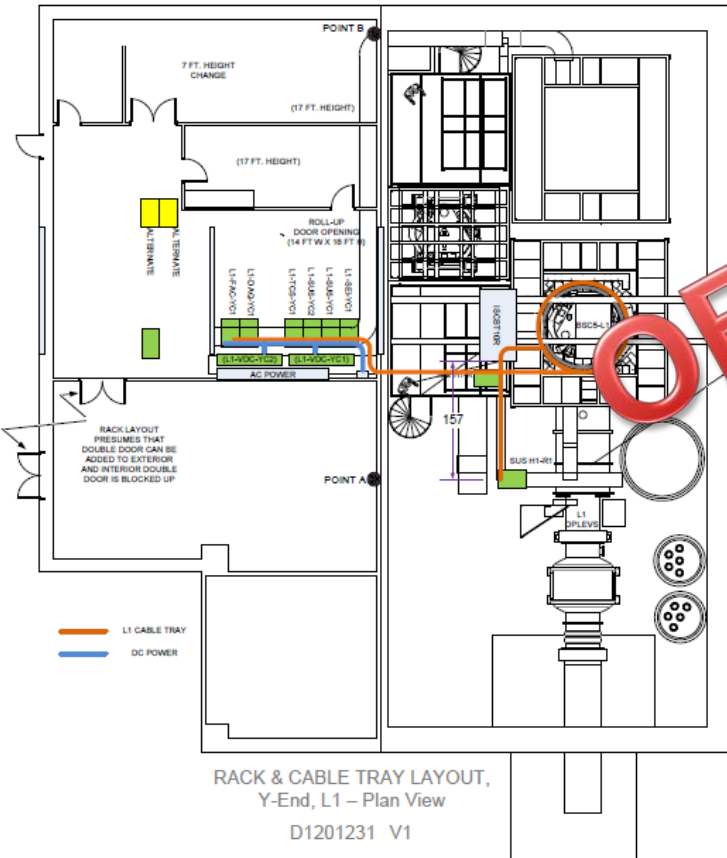 POINT B
7 FT. HEIGHT
CHANGE
(17 FT. HEIGHT)
(17 FT. HEIGHT)
ROLL-UP
DOOR OPENING
(14 FT W X 18 FT H)
ALTERNATE
ALTERNATE
L1-FAC-YC1
L1-DAQ-YC1
L1-TCS-YC1
L1-SUS-YC2
L1-SUS-YC1
L1-SEI-YC1
ISCBT10R
BSC5-L1
OP
(L1-VDC-YC2)
(L1-VDC-YC1)
AC POWER
157
RACK LAYOUT
PRESUMES THAT
DOUBLE DOOR CAN BE
ADDED TO EXTERIOR
AND INTERIOR DOUBLE
DOOR IS BLOCKED UP
POINT A
SUS H1-R1
L1
OPLEVS
L1 CABLE TRAY
DC POWER
RACK & CABLE TRAY LAYOUT,
Y-End, L1 – Plan View
D1201231 V1